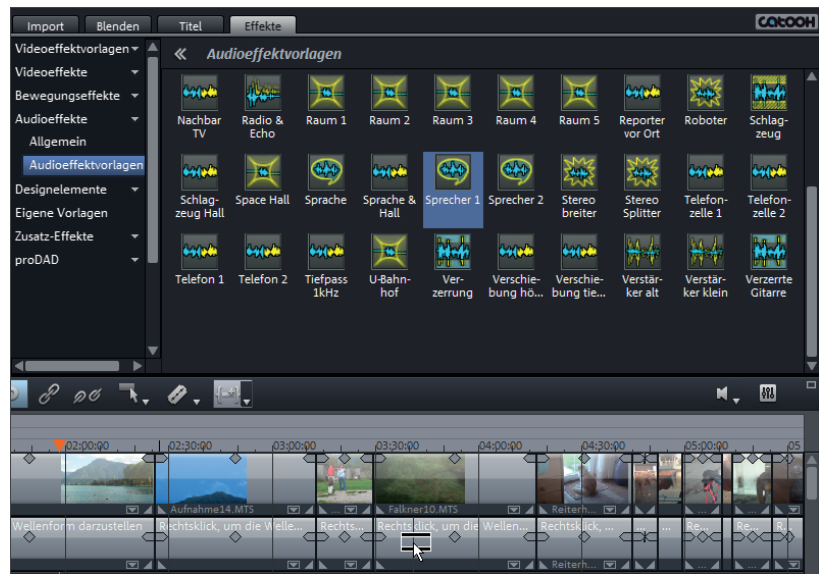 Import Blenden Titel Effekte catooh
Videoeffektvorlagen
Audioeffektvorlagen
Videoeffekte
Bewegungseffekte
Audioeffekte
Allgemein
Audioeffektvorlagen
Designelemente
Eigene Vorlagen
Zusatz-Effekte
proDAD
Nachbar TV
Radio & Echo
Raum 1
Raum 2
Raum 3
Raum 4
Raum 5
Reporter vor Ort
Roboter
Schlag-
zeug
Schlag-
zeug Hall
Space Hall
Sprache
Sprache & Hall
Sprecher 1
Sprecher 2
Stereo breiter
Stereo Splitter
Telefon-
zelle 1
Telefon-
zelle 2
Telefon 1
Telefon 2
Tiefpass 1kHz
U-Bahn-
hof
Ver-
zerrung
Verschie-
bung hö...
Verschie-
bung tie...
Verstär-
ker alt
Verstär-
ker klein
Verzerrte Gitarre
02:00:00 02:30:00 03:00:00 03:30:00 04:00:00 04:30:00 05:00:00 05
Aufnahme14.MTS ... Falkner10.MTS Reiterh... ... ...
Wellenform darzustellen Rechtsklick, um die Welle... Rechts... Rechtsklick, um die Wellen... Rechtsklick, ... ... ... Re... Re... R...
Reiterh... ... ...